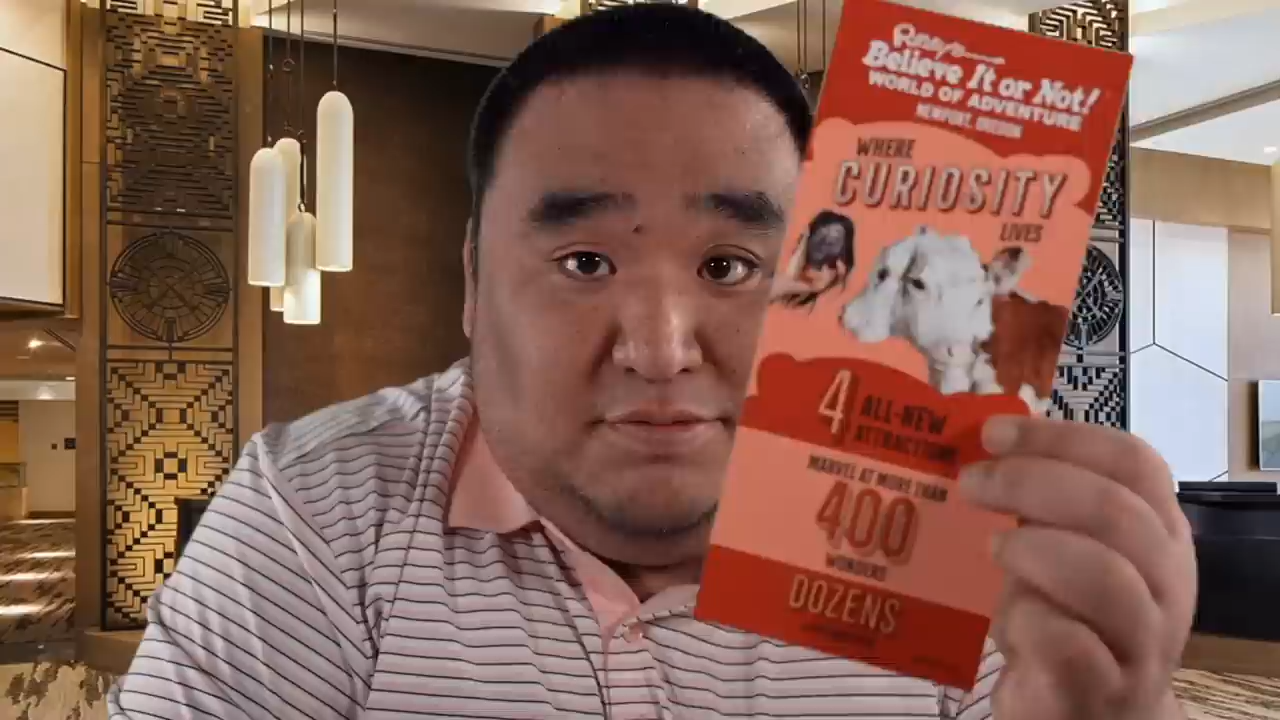 Ripley's
Believe It or Not!
WORLD OF ADVENTURE
NEWPORT, OREGON
WHERE
CURIOSITY
LIVES
4 ALL-NEW
ATTRACTIONS
MARVEL AT MORE THAN
400
WONDERS
DOZENS